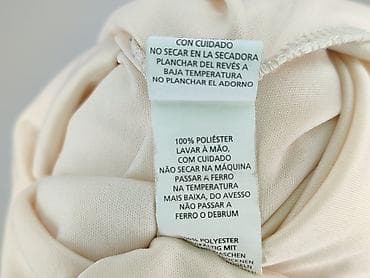 CON CUIDADO
NO SECAR EN LA SECADORA
PLANCHAR DEL REVÉS A
BAJA TEMPERATURA
NO PLANCHAR EL ADORNO
100% POLIÉSTER
LAVAR À MÃO,
COM CUIDADO
NÃO SECAR NA MÁQUINA
PASSAR A FERRO
NA TEMPERATURA
MAIS BAIXA, DO AVESSO
NÃO PASSAR A
FERRO O DEBRUM
100% POLYESTER